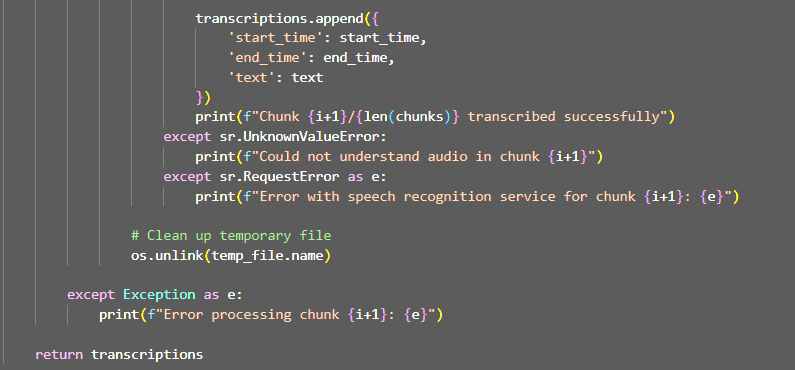 transcriptions.append({
'start_time': start_time,
'end_time': end_time,
'text': text
})
print(f"Chunk {i+1}/{len(chunks)} transcribed successfully")
except sr.UnknownValueError:
print(f"Could not understand audio in chunk {i+1}")
except sr.RequestError as e:
print(f"Error with speech recognition service for chunk {i+1}: {e}")
# Clean up temporary file
os.unlink(temp_file.name)
except Exception as e:
print(f"Error processing chunk {i+1}: {e}")
return transcriptions